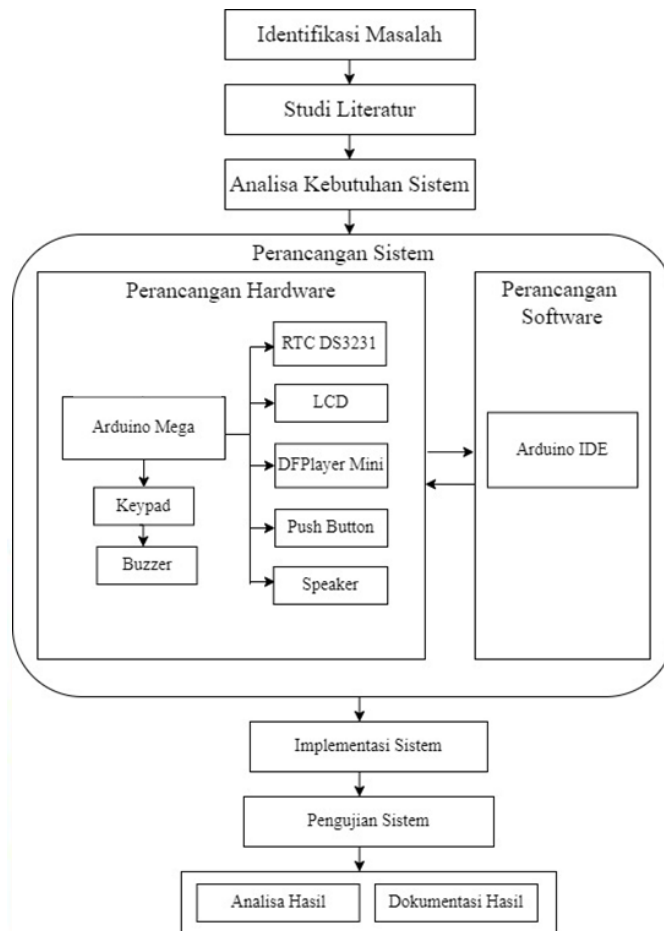 Identifikasi Masalah
Studi Literatur
Analisa Kebutuhan Sistem
Perancangan Sistem
Perancangan Hardware
RTC DS3231
LCD
Arduino Mega
DFPlayer Mini
Keypad
Push Button
Buzzer
Speaker
Perancangan
Software
Arduino IDE
Implementasi Sistem
Pengujian Sistem
Analisa Hasil
Dokumentasi Hasil